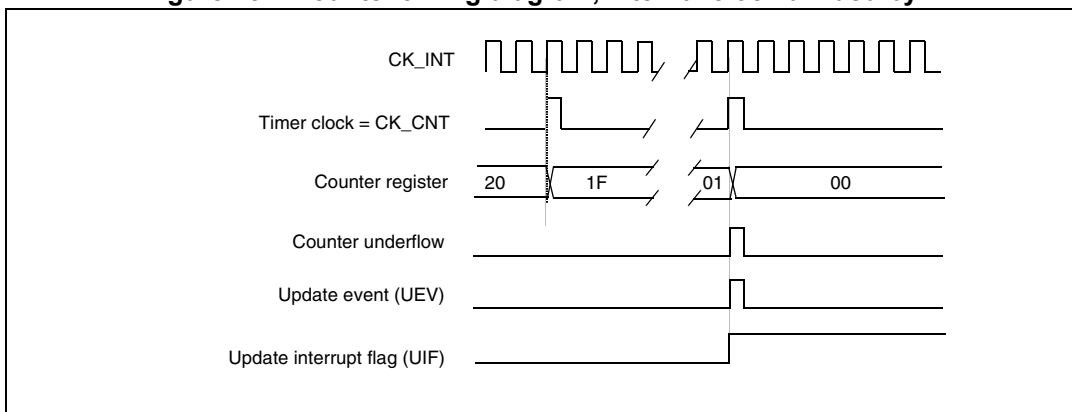 CK_INT
Timer clock = CK_CNT
Counter register 20 1F 01 00
Counter underflow
Update event (UEV)
Update interrupt flag (UIF)